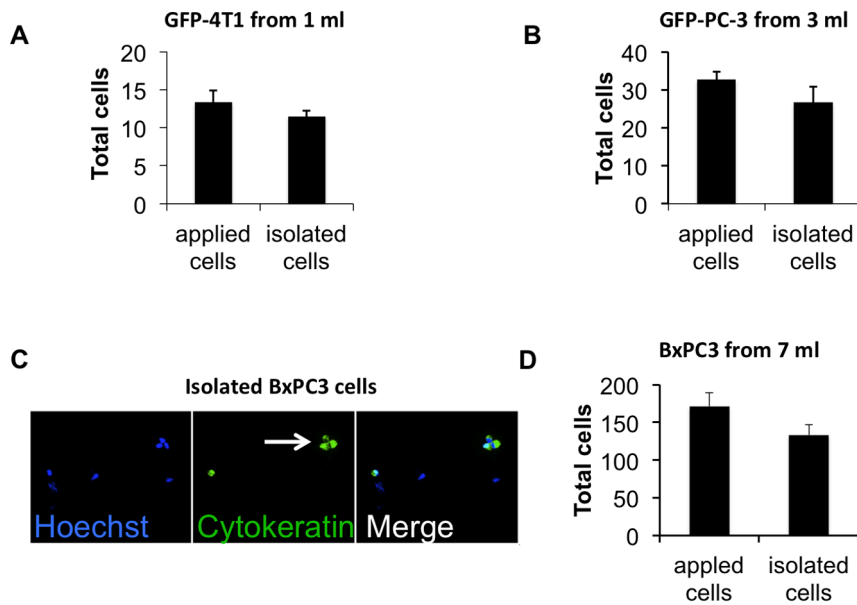 A
GFP-4T1 from 1 ml
Total cells
20
15
10
5
0
applied cells
isolated cells
B
GFP-PC-3 from 3 ml
Total cells
40
30
20
10
0
applied cells
isolated cells
C
Isolated BxPC3 cells
Hoechst
Cytokeratin
Merge
D
BxPC3 from 7 ml
Total cells
200
150
100
50
0
appled cells
isolated cells